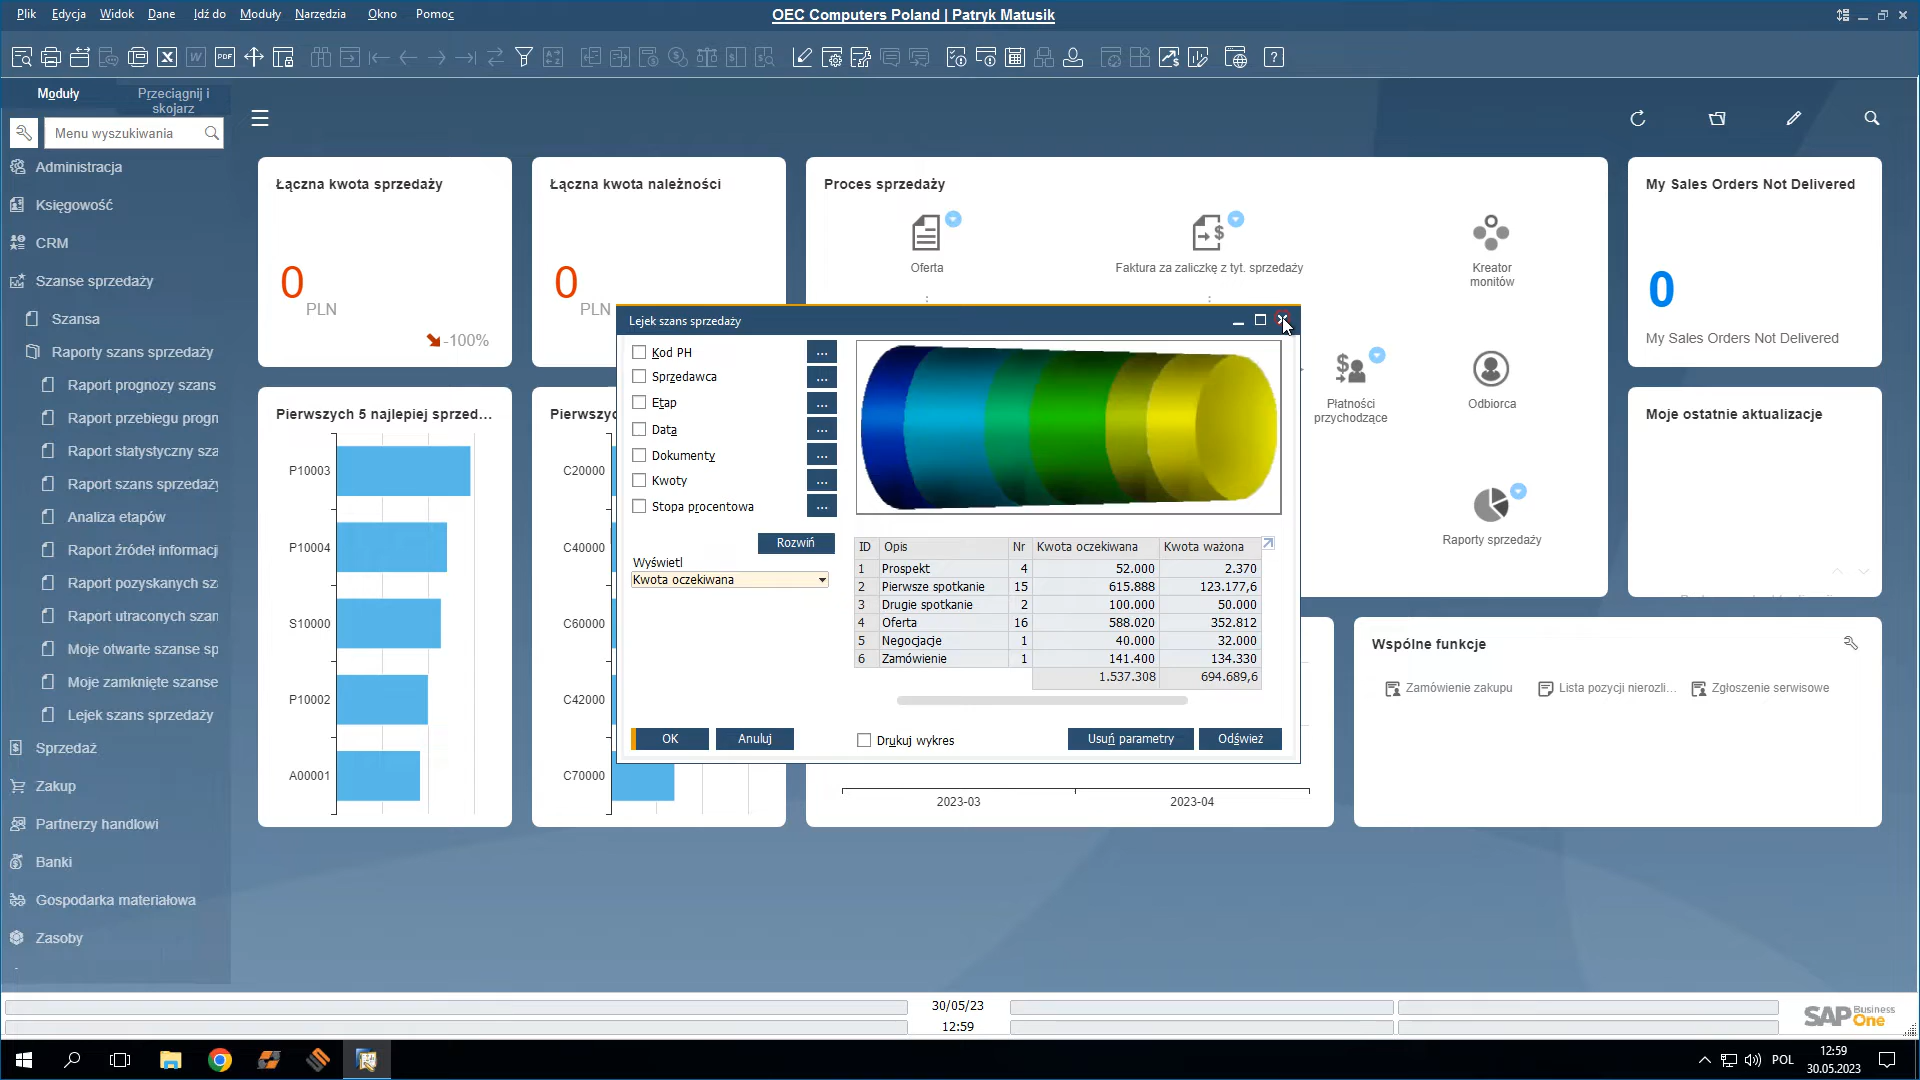 Plik Edycja Widok Dane Idź do Moduły Narzędzia Okno Pomoc
OEC Computers Poland | Patryk Matusik
Moduły
Przeciągnij i
skojarz
Menu wyszukiwania
Administracja
Księgowość
CRM
Szanse sprzedaży
Szansa
Raporty szans sprzedaży
Raport prognozy szans
Raport przebiegu progn
Raport statystyczny sza
Raport szans sprzedaży
Analiza etapów
Raport źródeł informacji
Raport pozyskanych sz
Raport utraconych szan
Moje otwarte szanse sp
Moje zamknięte szanse
Lejek szans sprzedaży
Sprzedaż
Zakup
Partnerzy handlowi
Banki
Gospodarka materiałowa
Zasoby
Łączna kwota sprzedaży
0
PLN
-100%
Łączna kwota należności
0
PLN
Proces sprzedaży
Oferta
Faktura za zaliczkę z tyt. sprzedaży
Kreator
monitów
Płatności
przychodzące
Odbiorca
Raporty sprzedaży
My Sales Orders Not Delivered
0
My Sales Orders Not Delivered
Pierwszych 5 najlepiej sprzed...
P10003
P10004
S10000
P10002
A00001
Pierwszyc
C20000
C40000
C60000
C42000
C70000
2023-03 2023-04
Moje ostatnie aktualizacje
Wspólne funkcje
Zamówienie zakupu Lista pozycji nierozli... Zgłoszenie serwisowe
Lejek szans sprzedaży
Kod PH ...
Sprzedawca ...
Etap ...
Data ...
Dokumenty ...
Kwoty ...
Stopa procentowa ...
Rozwiń
Wyświetl
Kwota oczekiwana
ID Opis Nr Kwota oczekiwana Kwota ważona
1 Prospekt 4 52.000 2.370
2 Pierwsze spotkanie 15 615.888 123.177,6
3 Drugie spotkanie 2 100.000 50.000
4 Oferta 16 588.020 352.812
5 Negocjacje 1 40.000 32.000
6 Zamówienie 1 141.400 134.330
1.537.308 694.689,6
OK Anuluj Drukuj wykres Usuń parametry Odśwież
30/05/23
12:59
SAP Business
One
POL
12:59
30.05.2023